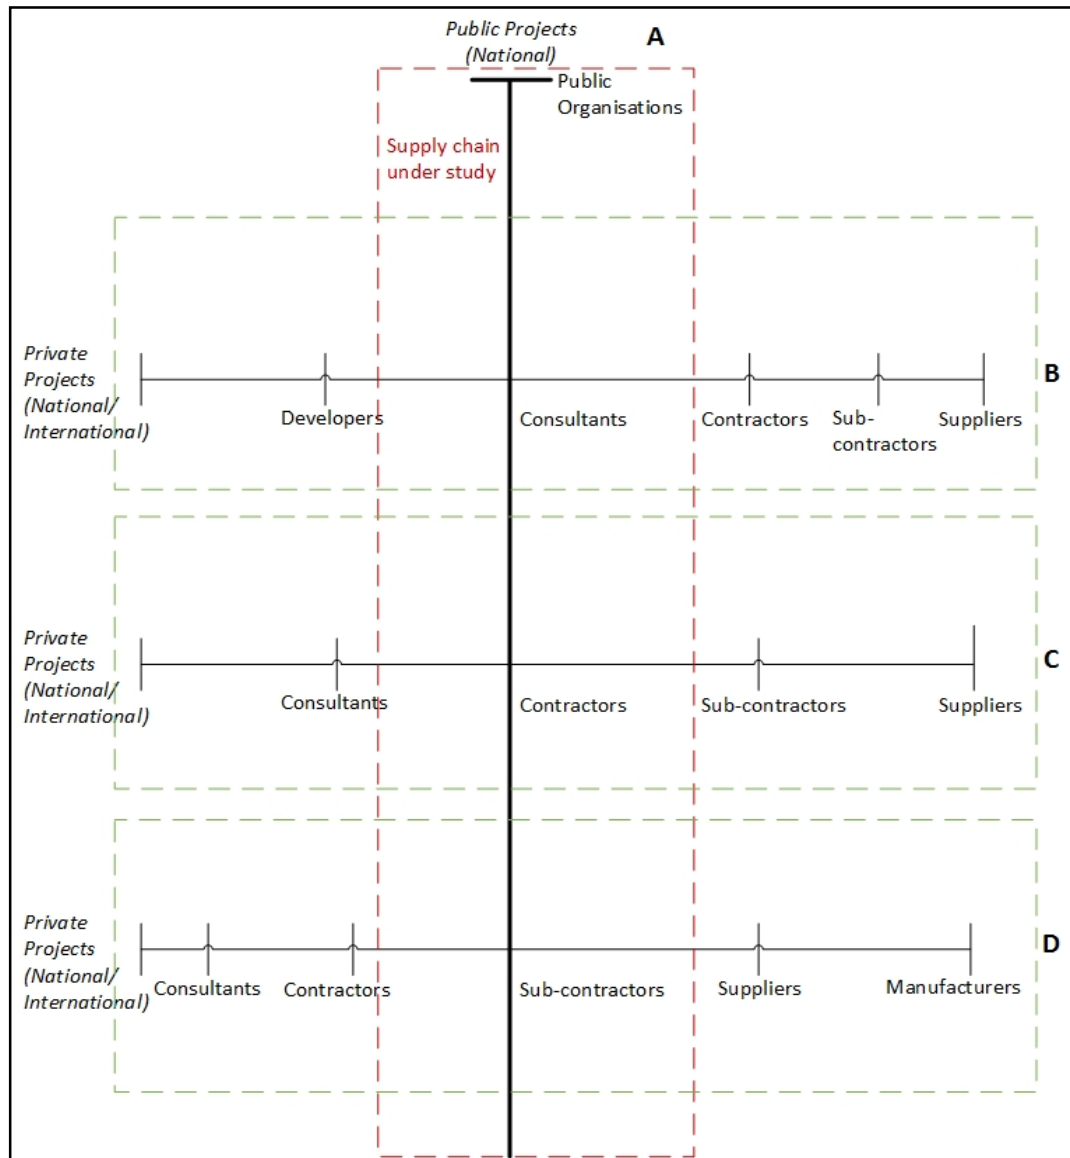 Public Projects
(National)
A
Public
Organisations
Supply chain
under study
Private
Projects
(National/
International)
B
Developers
Consultants
Contractors
Sub-
contractors
Suppliers
Private
Projects
(National/
International)
C
Consultants
Contractors
Sub-contractors
Suppliers
Private
Projects
(National/
International)
D
Consultants
Contractors
Sub-contractors
Suppliers
Manufacturers